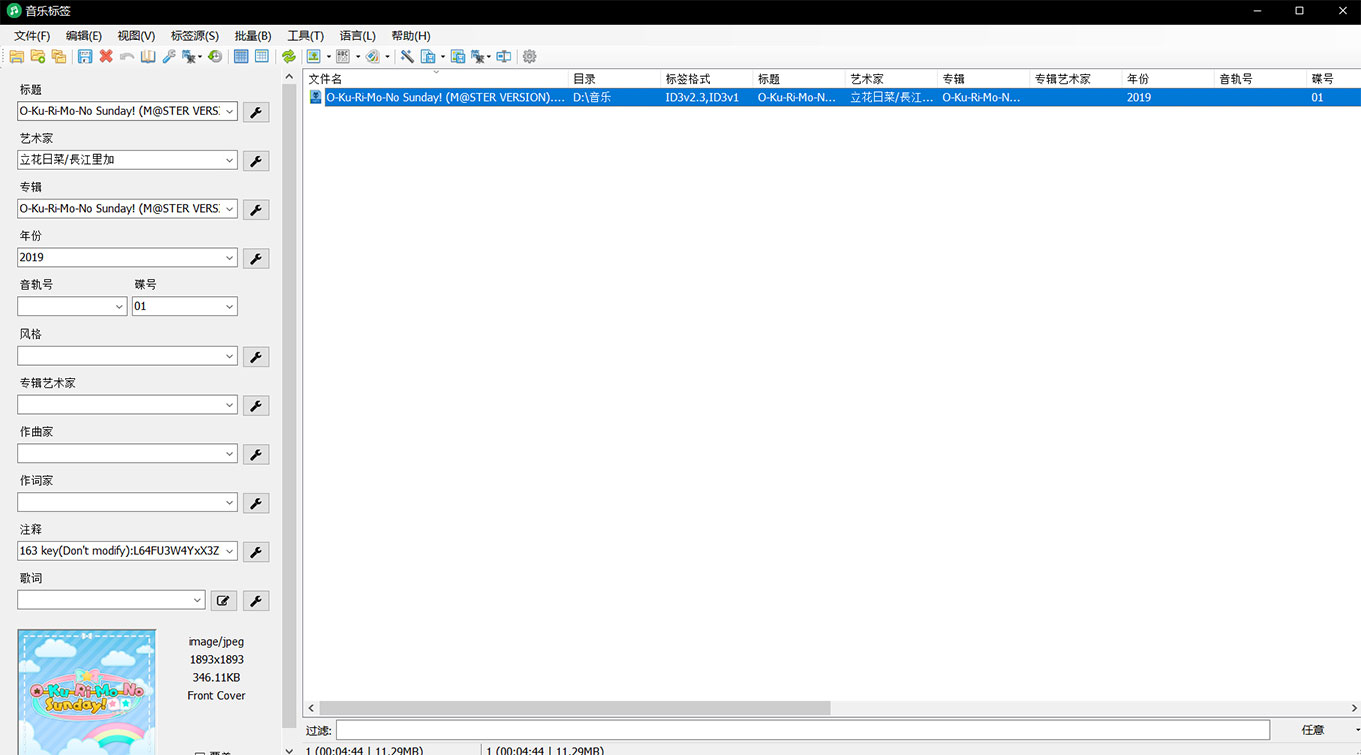 音乐标签
文件(F) 编辑(E) 视图(V) 标签源(S) 批量(B) 工具(T) 语言(L) 帮助(H)
标题
O-Ku-Ri-Mo-No Sunday! (M@STER VERS
艺术家
立花日菜/長江里加
专辑
O-Ku-Ri-Mo-No Sunday! (M@STER VERS
年份
2019
音轨号 碟号
01
风格
专辑艺术家
作曲家
作词家
注释
163 key(Don't modify):L64FU3W4YxX3Z
歌词
O-Ku-Ri-Mo-No
Sunday!
image/jpeg
1893x1893
346.11KB
Front Cover
文件名 目录 标签格式 标题 艺术家 专辑 专辑艺术家 年份 音轨号 碟号
O-Ku-Ri-Mo-No Sunday! (M@STER VERSION).... D:\音乐 ID3v2.3,ID3v1 O-Ku-Ri-Mo-N... 立花日菜/長江... O-Ku-Ri-Mo-N... 2019 01
过滤: 任意
1 (00:04:44 | 11.29MB) 1 (00:04:44 | 11.29MB)